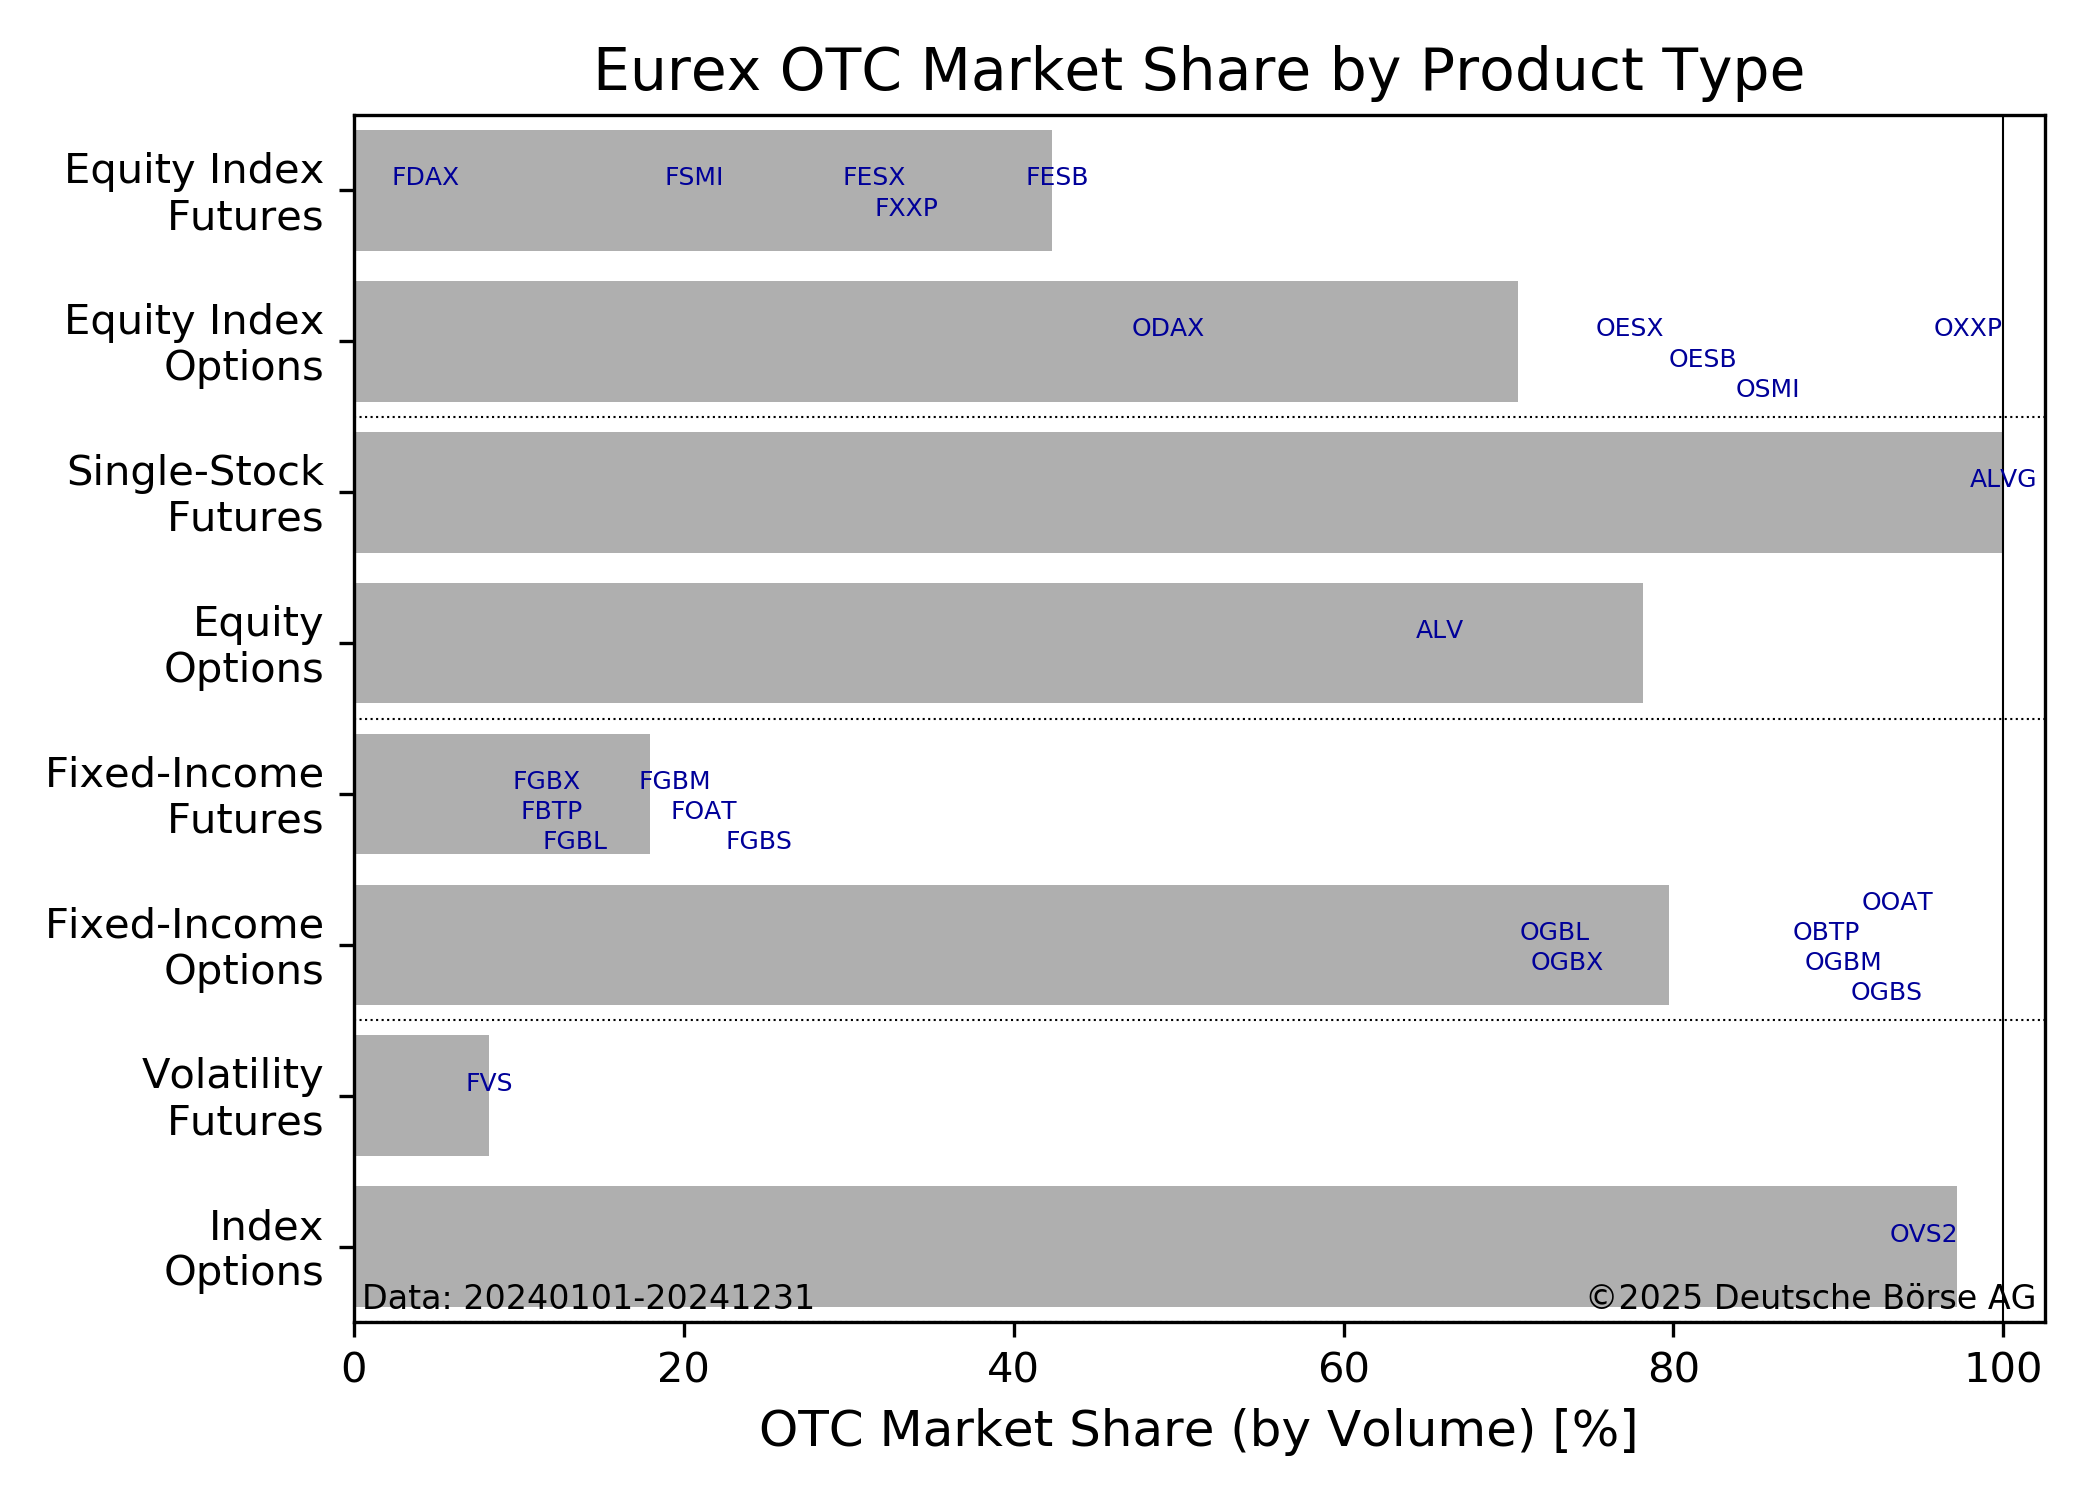 Eurex OTC Market Share by Product Type
Equity Index
Futures
FDAX FSMI FESX FESB
FXXP
Equity Index
Options
ODAX OESX OXXP
OESB
OSMI
Single-Stock
Futures
ALVG
Equity
Options
ALV
Fixed-Income
Futures
FGBX FGBM
FBTP FOAT
FGBL FGBS
Fixed-Income
Options
OOAT
OGBL OBTP
OGBX OGBM
OGBS
Volatility
Futures
FVS
Index
Options
OVS2
Data: 20240101-20241231 ©2025 Deutsche Börse AG
0 20 40 60 80 100
OTC Market Share (by Volume) [%]